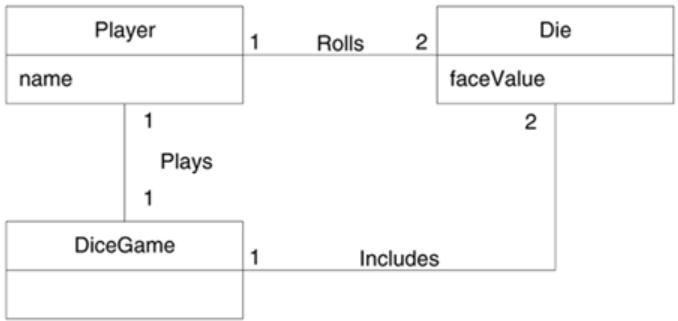 Player
name
1 Rolls 2
Die
faceValue
1
Plays
1
2
DiceGame
1 Includes